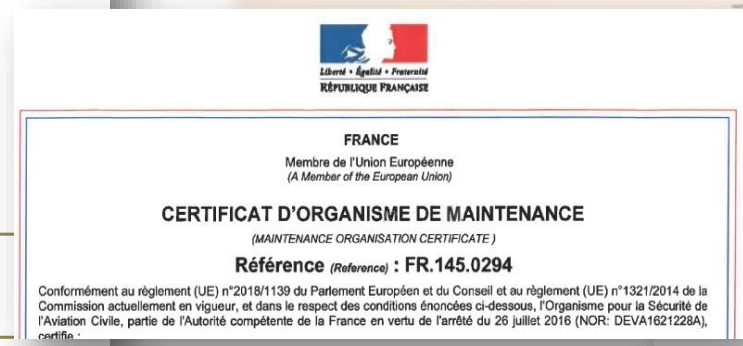 Liberté • Égalité • Fraternité
RÉPUBLIQUE FRANÇAISE
FRANCE
Membre de l'Union Européenne
(A Member of the European Union)
CERTIFICAT D'ORGANISME DE MAINTENANCE
(MAINTENANCE ORGANISATION CERTIFICATE )
Référence (Reference) : FR.145.0294
Conformément au règlement (UE) n°2018/1139 du Parlement Européen et du Conseil et au règlement (UE) n°1321/2014 de la
Commission actuellement en vigueur, et dans le respect des conditions énoncées ci-dessous, l'Organisme pour la Sécurité de
l'Aviation Civile, partie de l'Autorité compétente de la France en vertu de l'arrêté du 26 juillet 2016 (NOR: DEVA1621228A),
certifie :